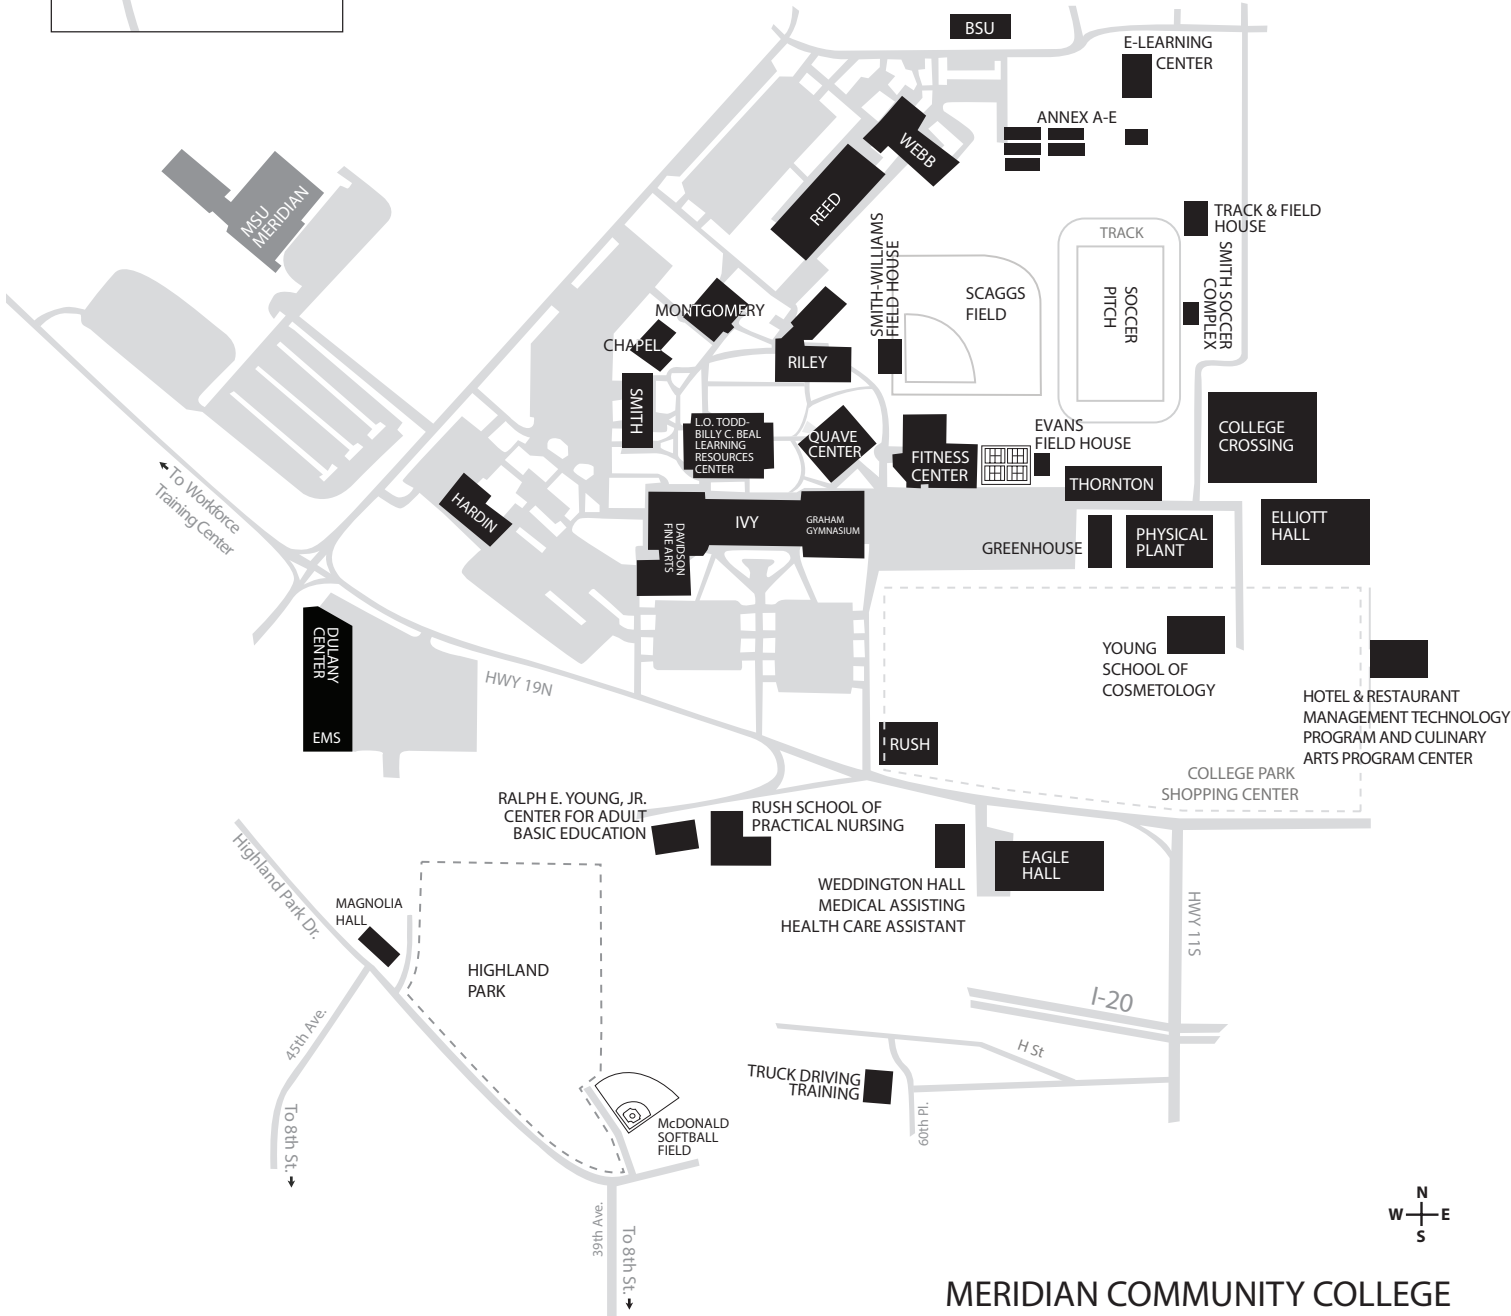 BSU
E-LEARNING
CENTER
ANNEX A-E
WEBB
REED
MSU
MERIDIAN
TRACK & FIELD
HOUSE
TRACK
SMITH-WILLIAMS
FIELD HOUSE
SCAGGS
FIELD
SOCCER
PITCH
SMITH SOCCER
COMPLEX
MONTGOMERY
CHAPEL
RILEY
SMITH
L.O. TODD-
BILLY C. BEAL
LEARNING
RESOURCES
CENTER
QUAVE
CENTER
FITNESS
CENTER
EVANS
FIELD HOUSE
COLLEGE
CROSSING
THORNTON
To Workforce
Training Center
HARDIN
DAVIDSON
FINE ARTS
IVY
GRAHAM
GYMNASIUM
GREENHOUSE
PHYSICAL
PLANT
ELLIOTT
HALL
DULANY
CENTER
EMS
HWY 19N
YOUNG
SCHOOL OF
COSMETOLOGY
HOTEL & RESTAURANT
MANAGEMENT TECHNOLOGY
PROGRAM AND CULINARY
ARTS PROGRAM CENTER
RUSH
COLLEGE PARK
SHOPPING CENTER
RALPH E. YOUNG, JR.
CENTER FOR ADULT
BASIC EDUCATION
RUSH SCHOOL OF
PRACTICAL NURSING
WEDDINGTON HALL
MEDICAL ASSISTING
HEALTH CARE ASSISTANT
EAGLE
HALL
HWY 11S
Highland Park Dr.
MAGNOLIA
HALL
HIGHLAND
PARK
45th Ave.
To 8th St.
I-20
H St
TRUCK DRIVING
TRAINING
60th Pl.
McDONALD
SOFTBALL
FIELD
39th Ave.
To 8th St.
N
W E
S
MERIDIAN COMMUNITY COLLEGE